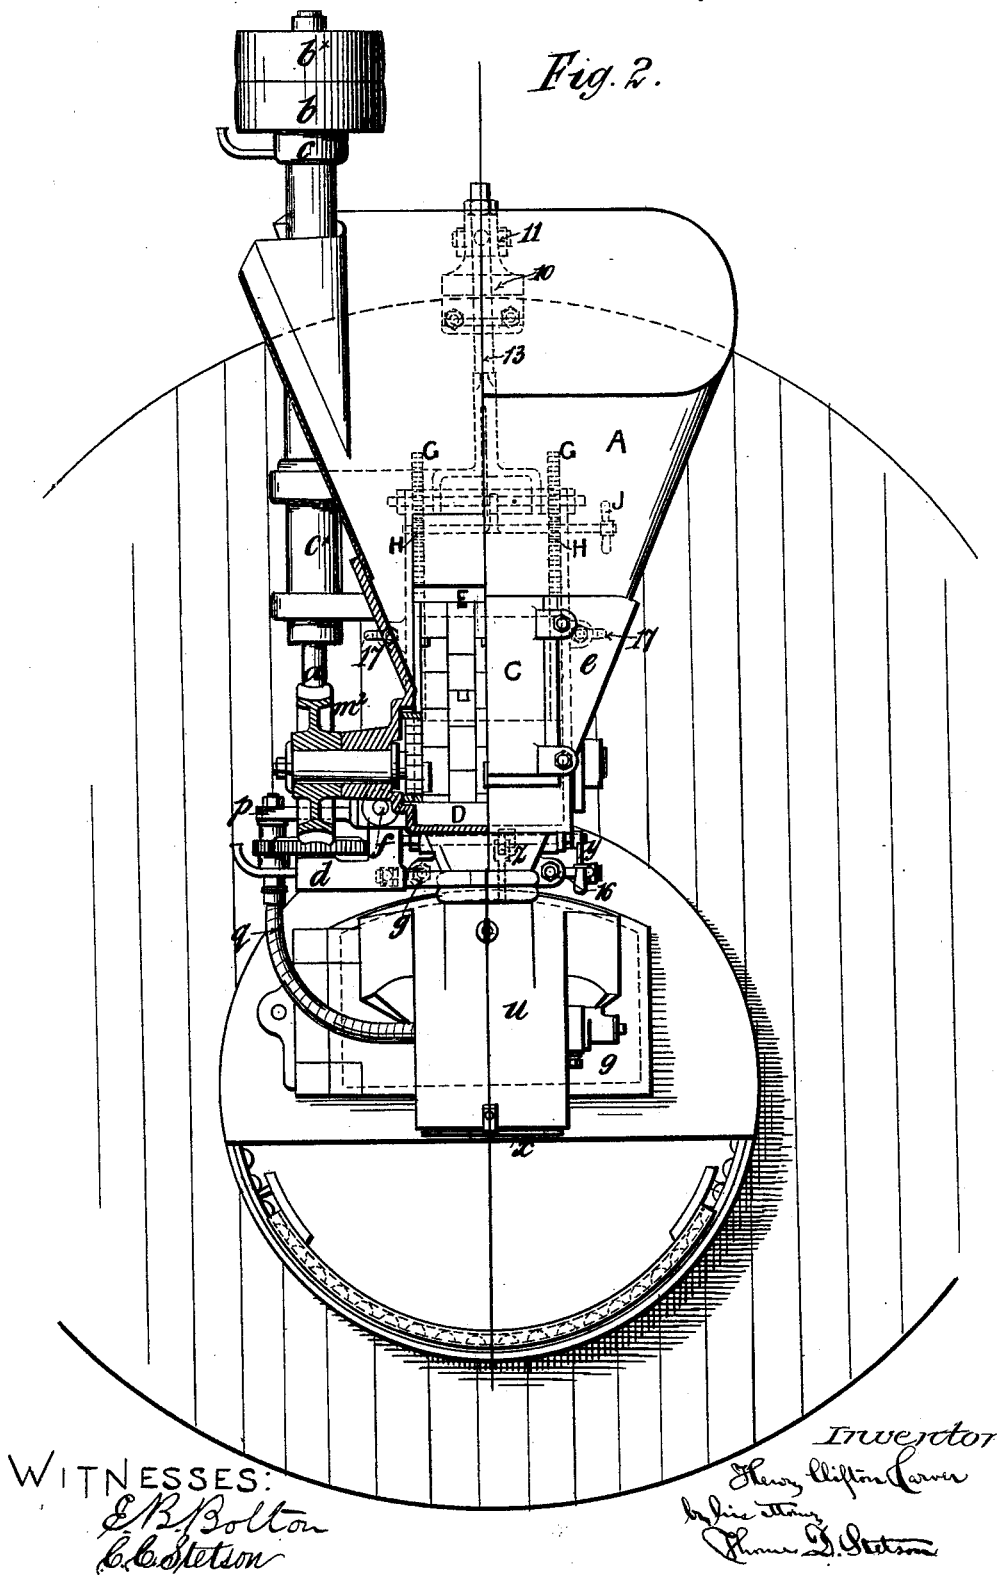 Fig. 2.
b×
b
c
11
10
13
A
G G
J
H H
c×
E
17 17
e
C
a
m²
p
D
f
z y
d
16
g
q
u
g
x
Inventor
WITNESSES:
Henry Clifton Carver
E. B. Bolton
by his attorney
C. C. Stetson
Thomas D. Stetson